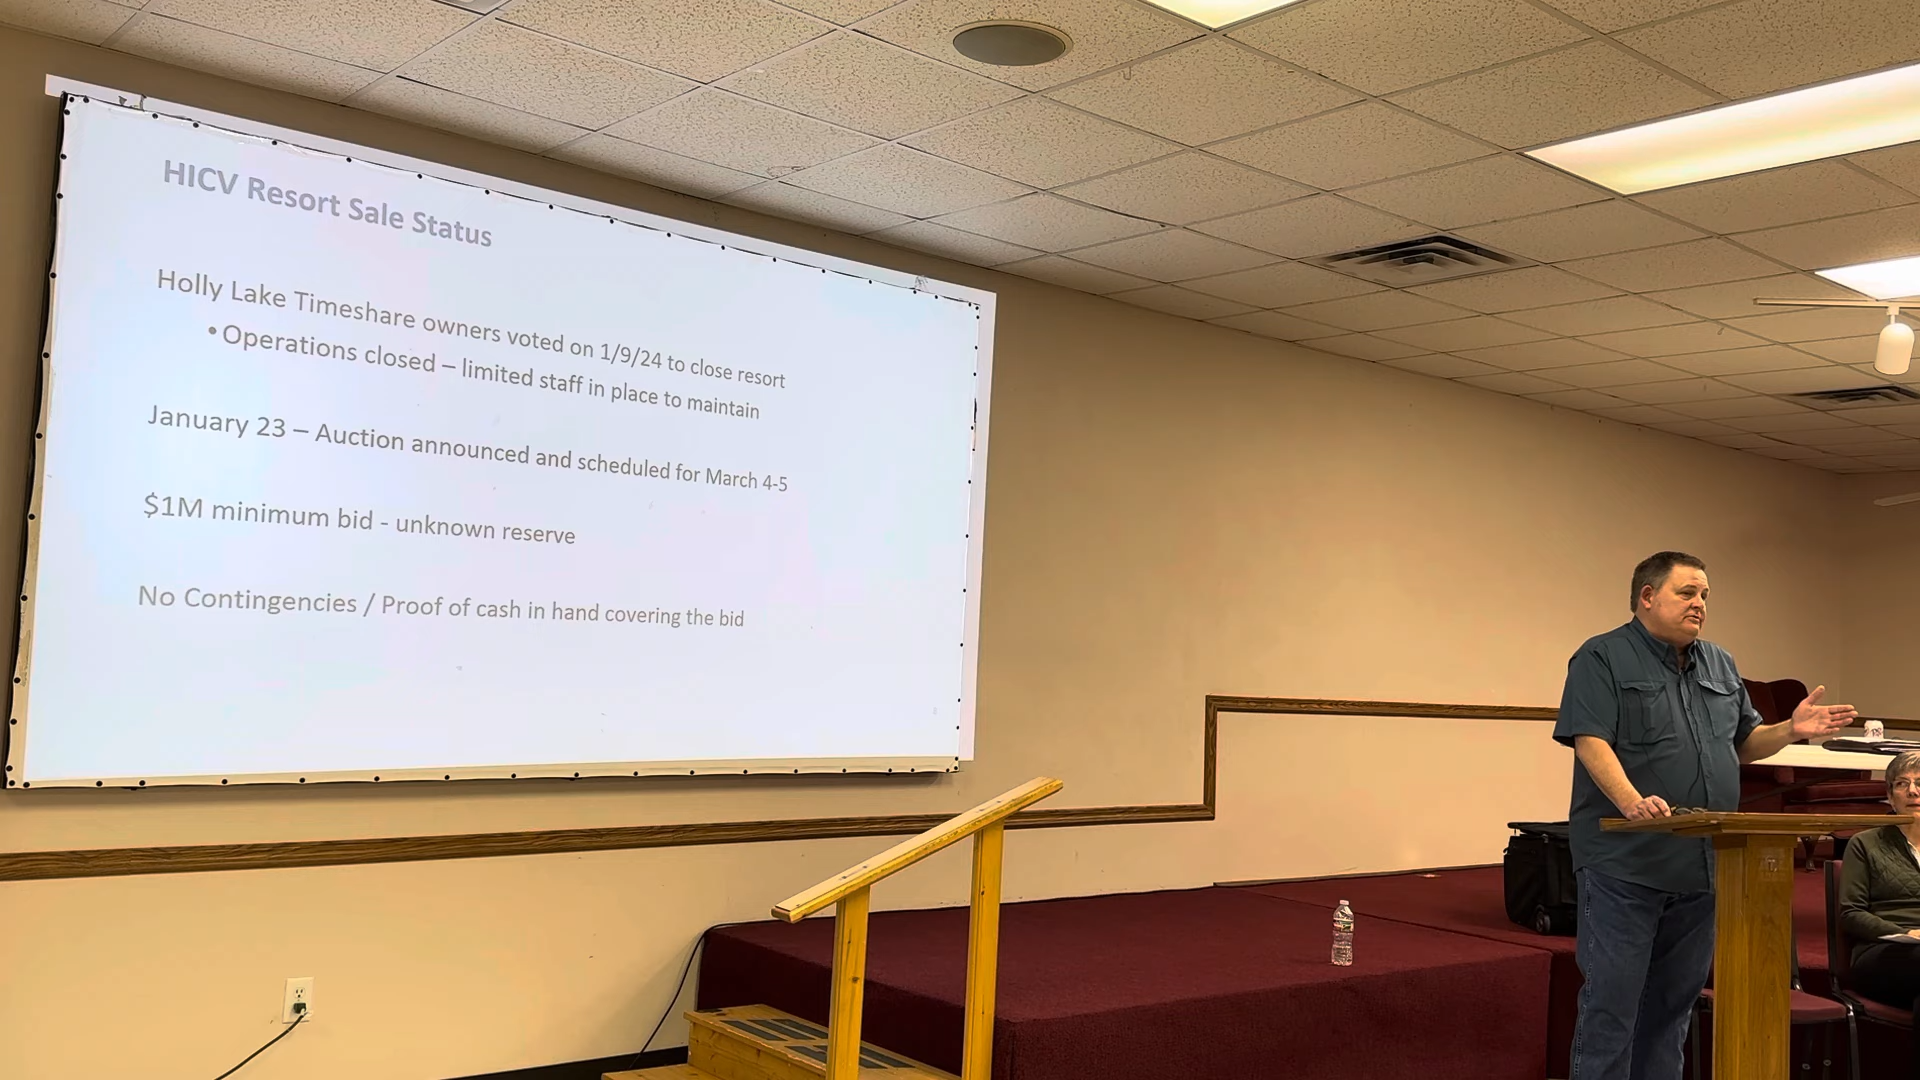 HICV Resort Sale Status
Holly Lake Timeshare owners voted on 1/9/24 to close resort
• Operations closed – limited staff in place to maintain
January 23 – Auction announced and scheduled for March 4-5
$1M minimum bid - unknown reserve
No Contingencies / Proof of cash in hand covering the bid